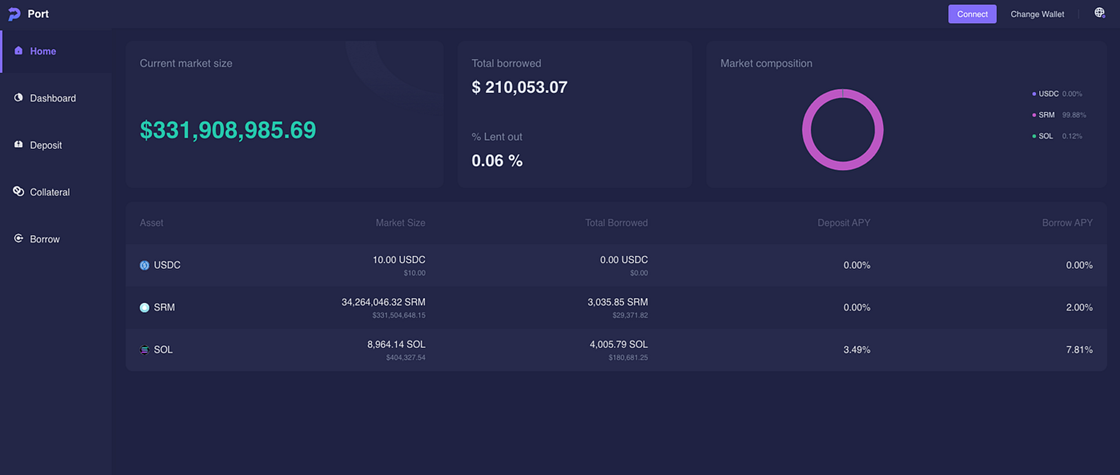 Port
Connect Change Wallet
Home
Dashboard
Deposit
Collateral
Borrow
Current market size
$331,908,985.69
Total borrowed
$ 210,053.07
% Lent out
0.06 %
Market composition
USDC 0.00%
SRM 99.88%
SOL 0.12%
Asset Market Size Total Borrowed Deposit APY Borrow APY
USDC 10.00 USDC 0.00 USDC 0.00% 0.00%
$10.00 $0.00
SRM 34,264,046.32 SRM 3,035.85 SRM 0.00% 2.00%
$331,504,648.15 $29,371.82
SOL 8,964.14 SOL 4,005.79 SOL 3.49% 7.81%
$404,327.54 $180,681.25